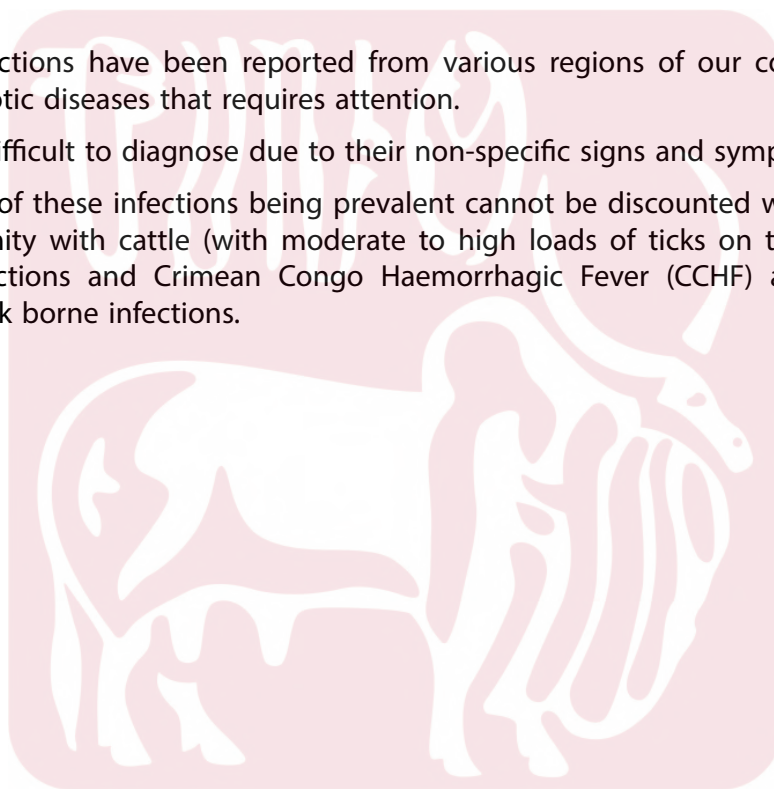 ctions have been reported from various regions of our co
otic diseases that requires attention.
ifficult to diagnose due to their non-specific signs and symp
of these infections being prevalent cannot be discounted w
nity with cattle (with moderate to high loads of ticks on t
ctions and Crimean Congo Haemorrhagic Fever (CCHF) a
k borne infections.